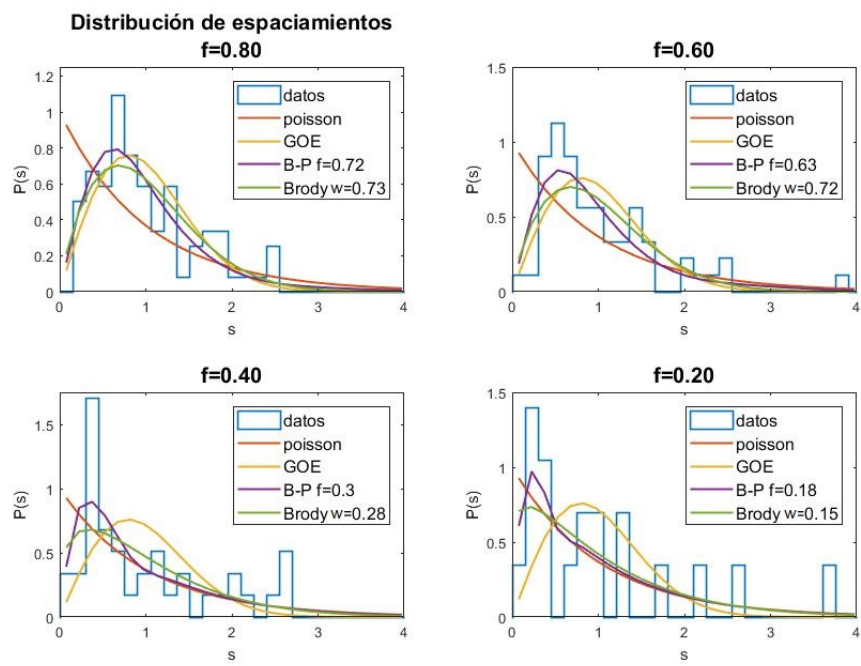 Distribución de espaciamientos
f=0.80
1.2
1
0.8
0.6
0.4
0.2
0
P(s)
0 1 2 3 4
s
datos
poisson
GOE
B-P f=0.72
Brody w=0.73
f=0.60
1.5
1
0.5
0
P(s)
0 1 2 3 4
s
datos
poisson
GOE
B-P f=0.63
Brody w=0.72
f=0.40
1.5
1
0.5
0
P(s)
0 1 2 3 4
s
datos
poisson
GOE
B-P f=0.3
Brody w=0.28
f=0.20
1.5
1
0.5
0
P(s)
0 1 2 3 4
s
datos
poisson
GOE
B-P f=0.18
Brody w=0.15